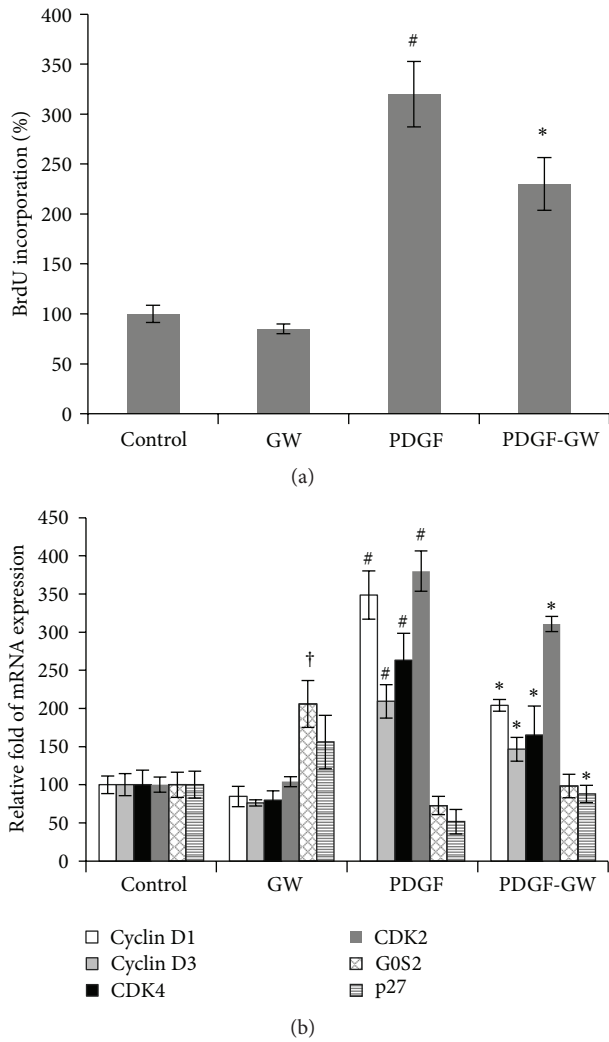 400
350
300
250
200
150
100
50
0
BrdU incorporation (%)
#
*
Control GW PDGF PDGF-GW
(a)
450
400
350
300
250
200
150
100
50
0
Relative fold of mRNA expression
†
# # # #
* * * * *
Control GW PDGF PDGF-GW
Cyclin D1 CDK2
Cyclin D3 G0S2
CDK4 p27
(b)